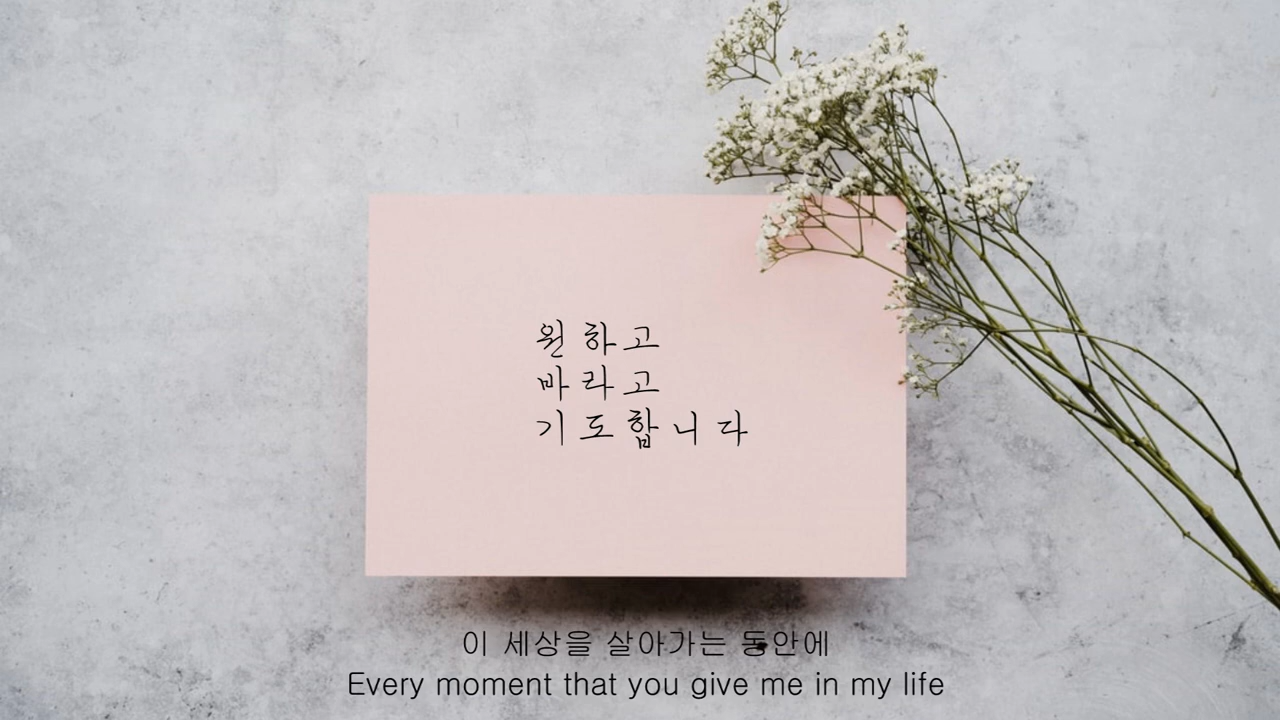 원하고
바라고
기도합니다
이 세상을 살아가는 동안에
Every moment that you give me in my life